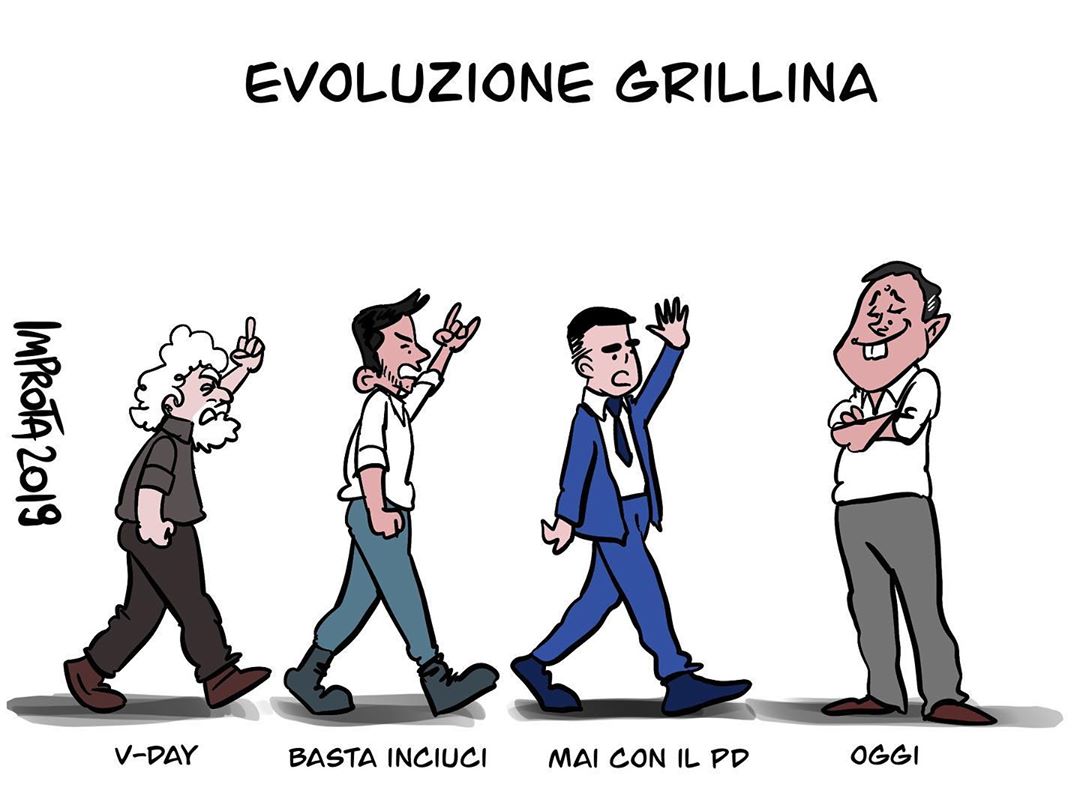 EVOLUZIONE GRILLINA
IMPROTA 2019
V-DAY
BASTA INCIUCI
MAI CON IL PD
OGGI